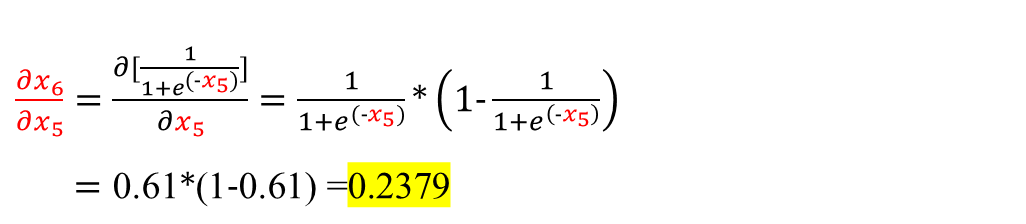 ∂x₆/∂x₅ = ∂[1/(1+e^(-x₅))]/∂x₅ = 1/(1+e^(-x₅)) * (1-1/(1+e^(-x₅)))
= 0.61*(1-0.61) =0.2379